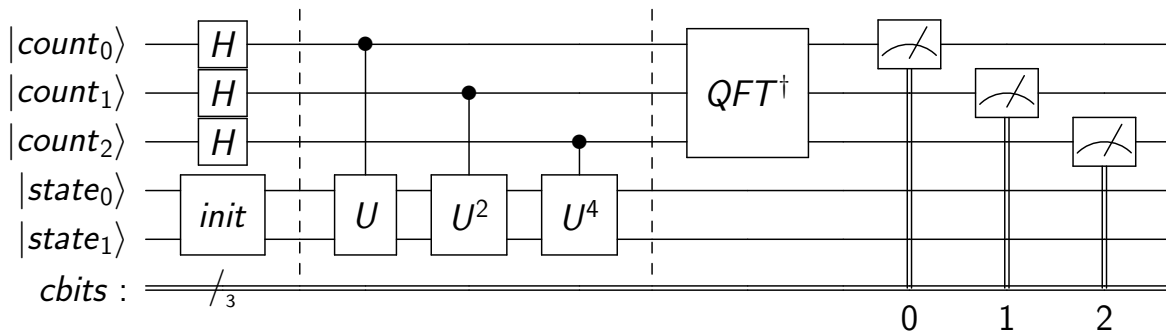 |count₀⟩ H
|count₁⟩ H QFT†
|count₂⟩ H
|state₀⟩
init U U² U⁴
|state₁⟩
cbits : 3
0 1 2